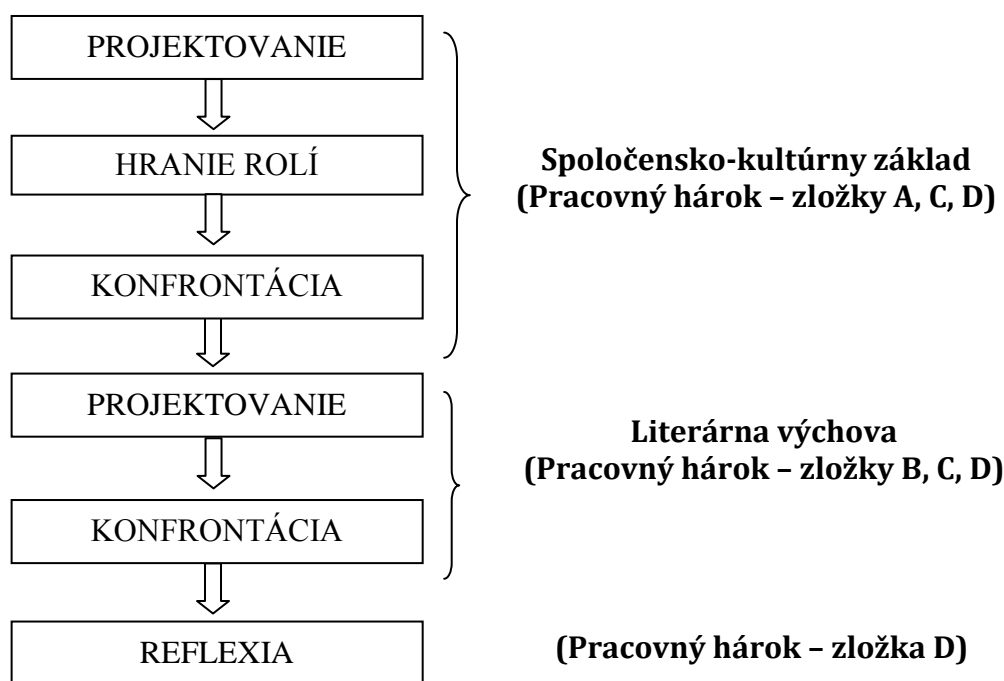 PROJEKTOVANIE
HRANIE ROLÍ
KONFRONTÁCIA
Spoločensko-kultúrny základ
(Pracovný hárok – zložky A, C, D)
PROJEKTOVANIE
KONFRONTÁCIA
Literárna výchova
(Pracovný hárok – zložky B, C, D)
REFLEXIA
(Pracovný hárok – zložka D)